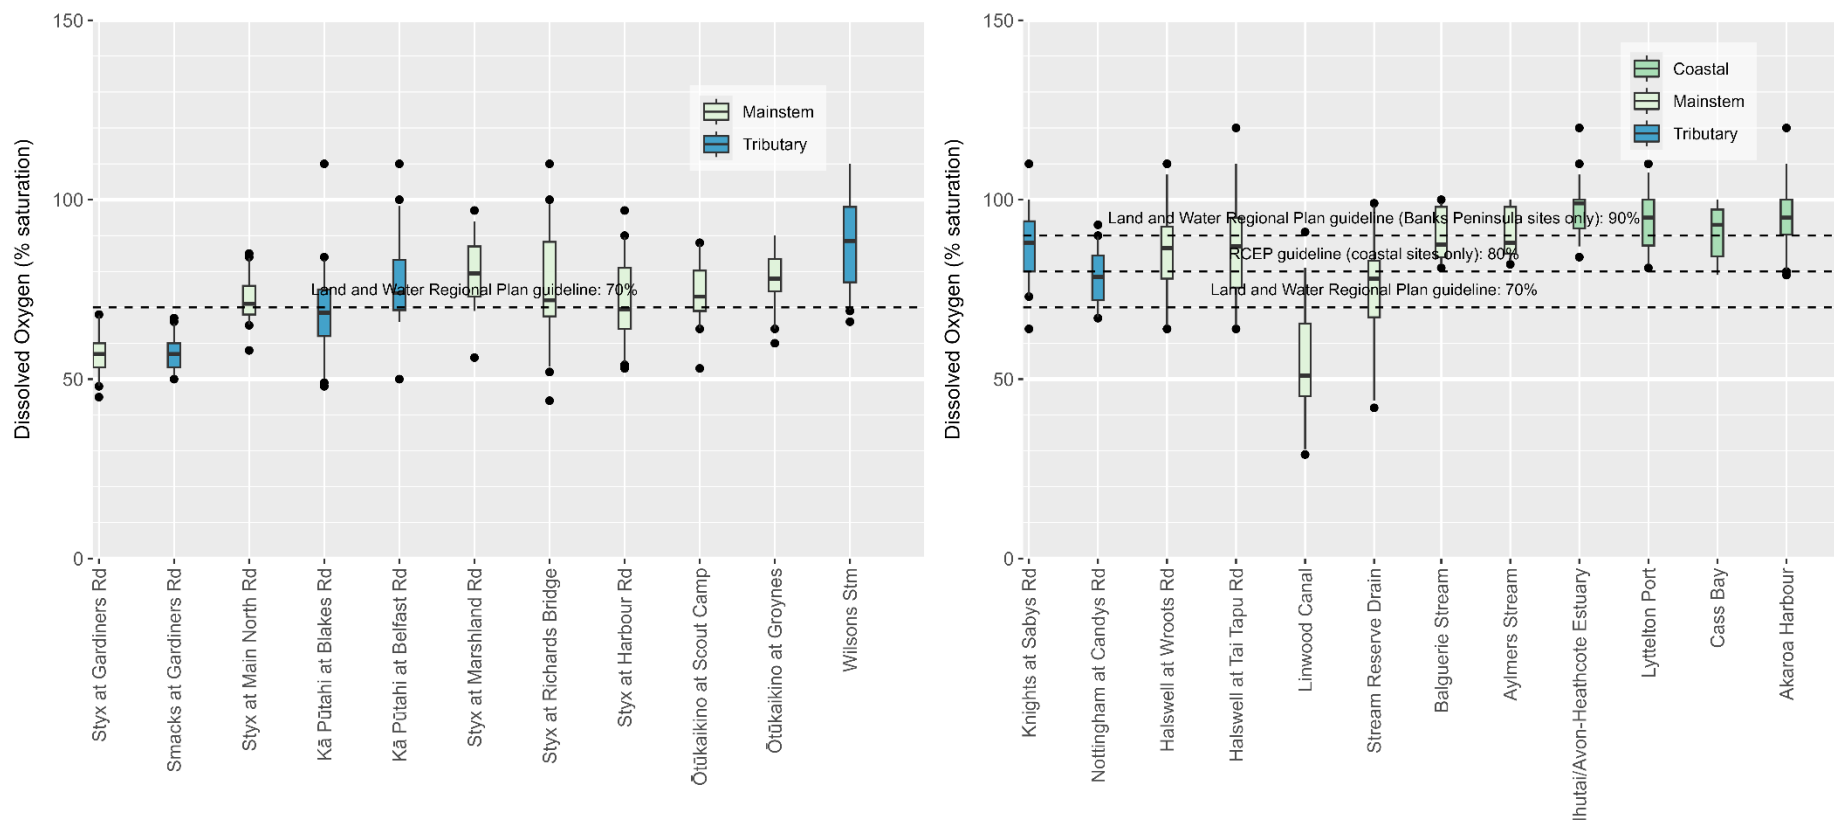 150
100
50
0
Dissolved Oxygen (% saturation)
Mainstem
Tributary
Land and Water Regional Plan guideline: 70%
Styx at Gardiners Rd
Smacks at Gardiners Rd
Styx at Main North Rd
Kā Pūtahi at Blakes Rd
Kā Pūtahi at Belfast Rd
Styx at Marshland Rd
Styx at Richards Bridge
Styx at Harbour Rd
Ōtūkaikino at Scout Camp
Ōtūkaikino at Groynes
Wilsons Stm
150
100
50
0
Dissolved Oxygen (% saturation)
Coastal
Mainstem
Tributary
Land and Water Regional Plan guideline (Banks Peninsula sites only): 90%
RCEP guideline (coastal sites only): 80%
Land and Water Regional Plan guideline: 70%
Knights at Sabys Rd
Nottingham at Candys Rd
Halswell at Wroots Rd
Halswell at Tai Tapu Rd
Linwood Canal
Stream Reserve Drain
Balguerie Stream
Aylmers Stream
lhutai/Avon-Heathcote Estuary
Lyttelton Port
Cass Bay
Akaroa Harbour